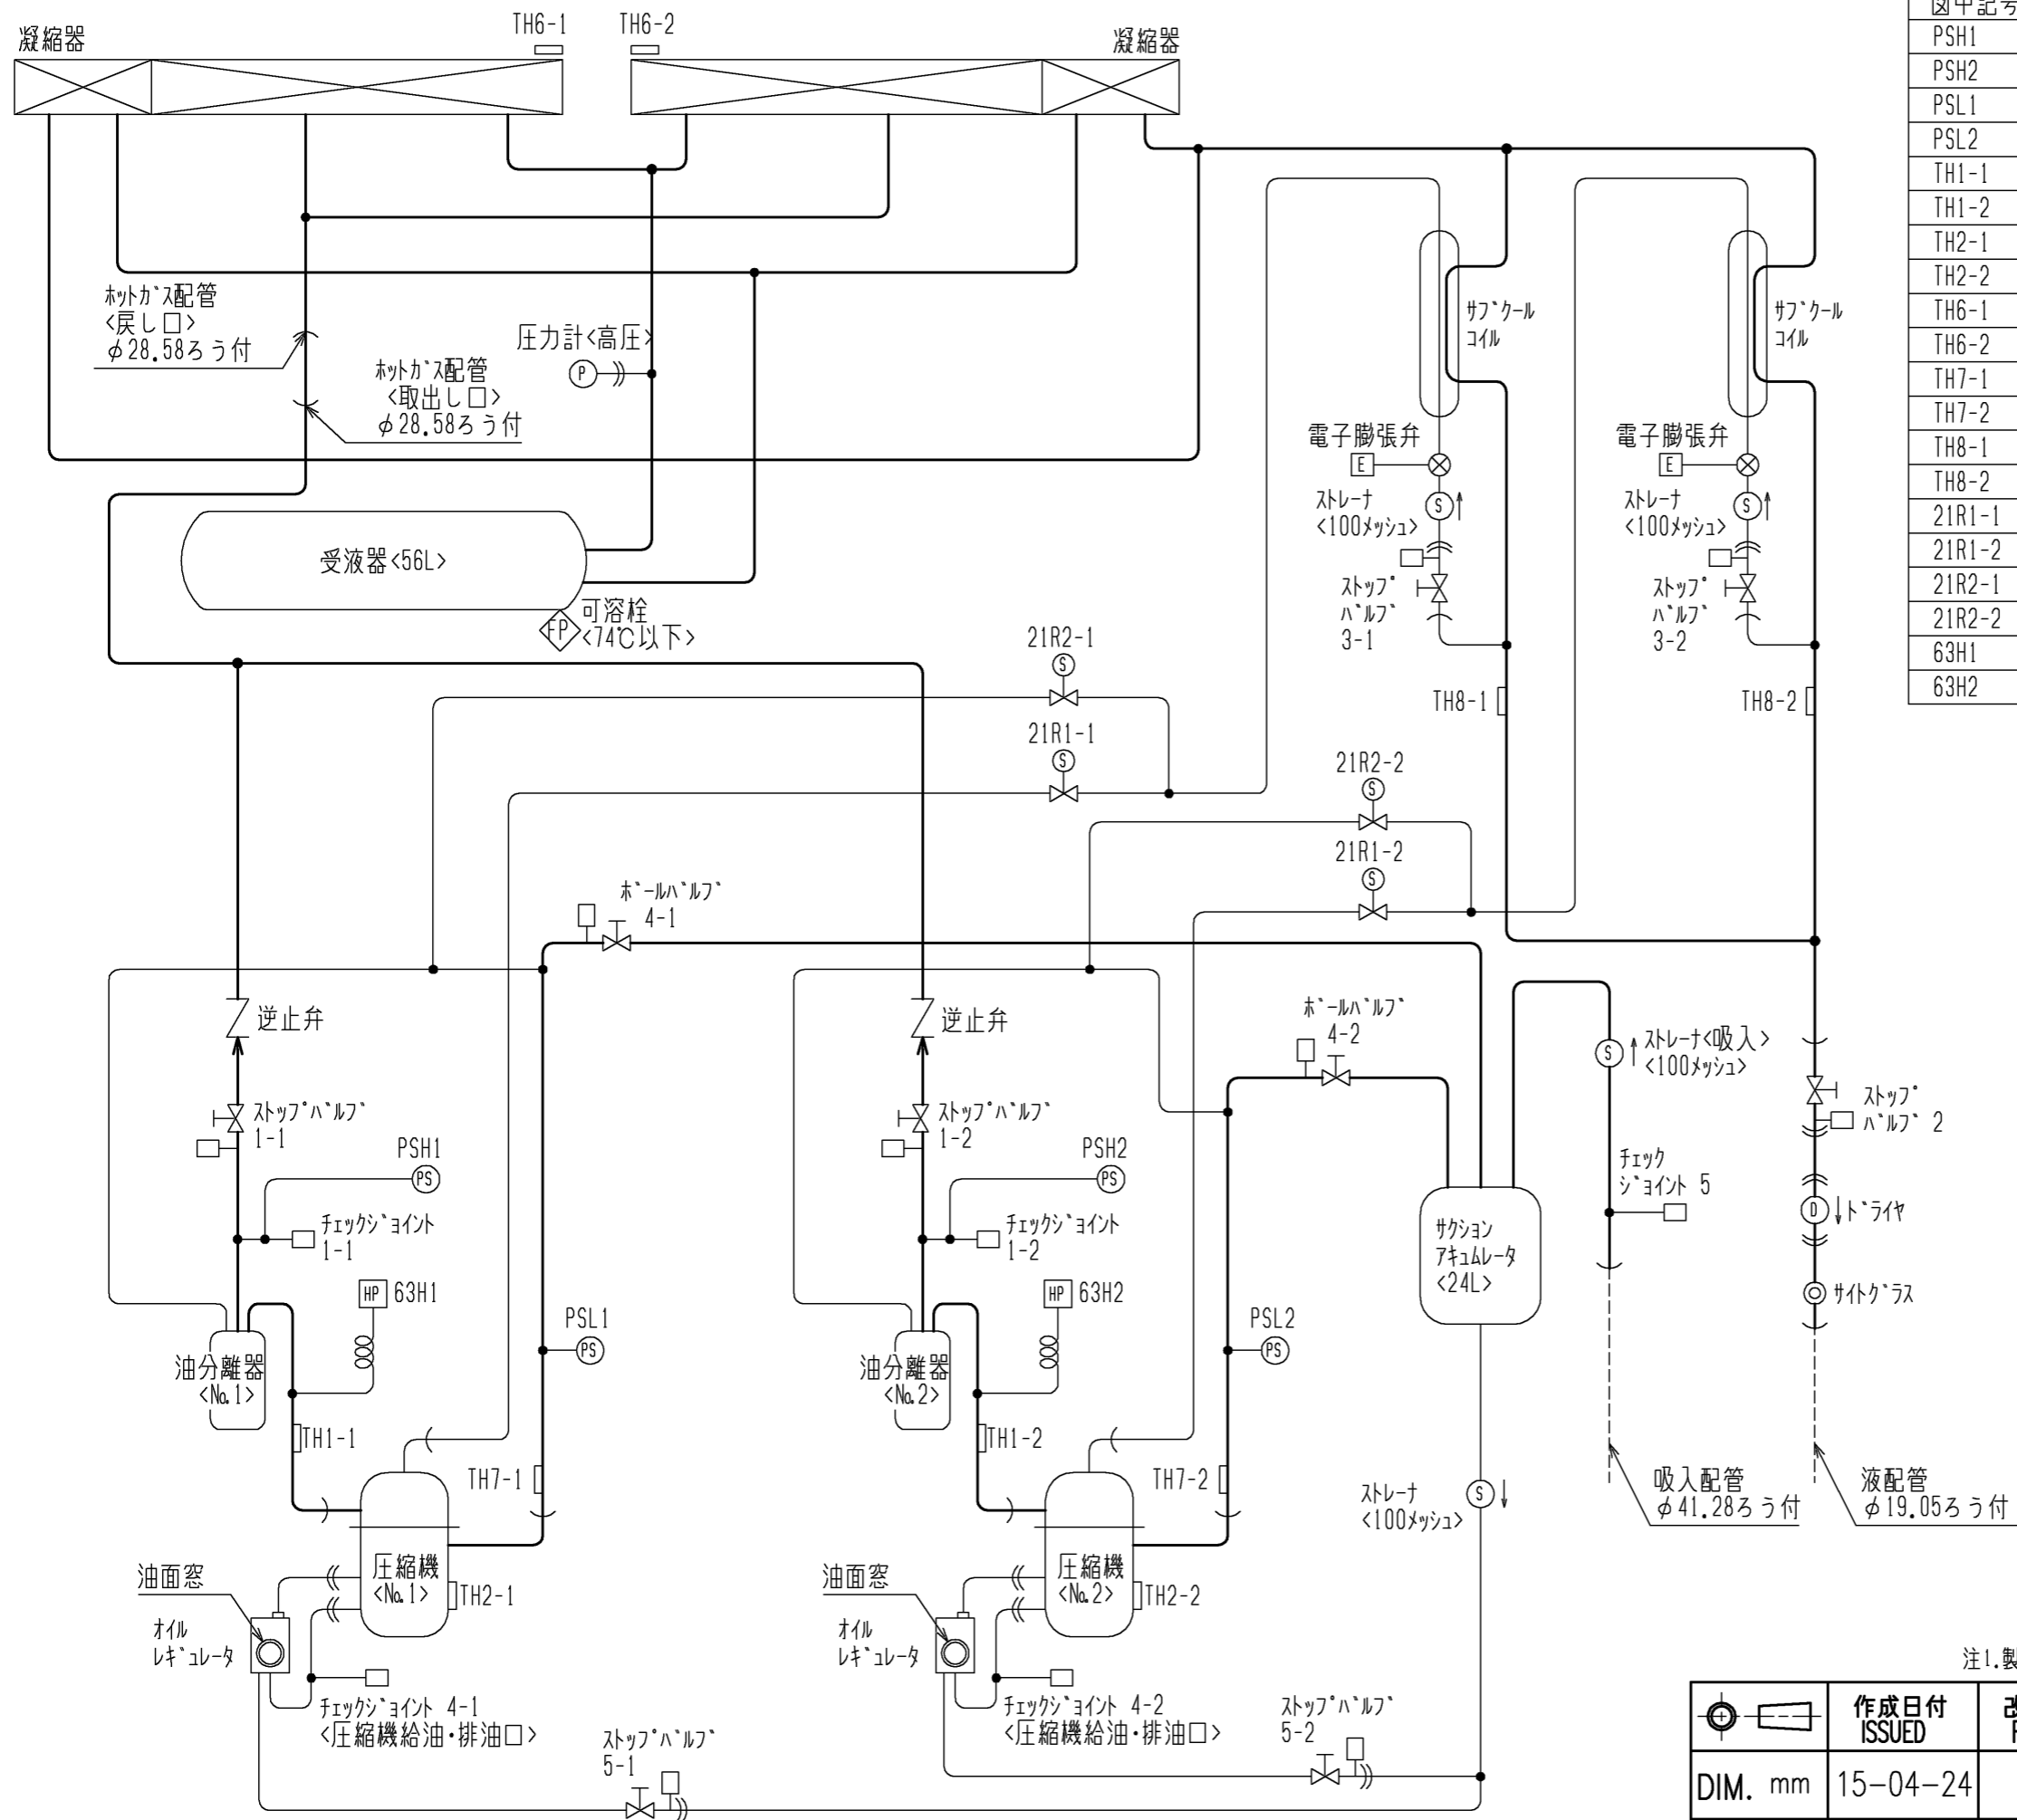 TH6-1
TH6-2
凝縮器
凝縮器
ホットガス配管
<戻し口>
φ28.58ろう付
ホットガス配管
<取出し口>
φ28.58ろう付
圧力計<高圧>
P
受液器<56L>
FP
可溶栓
<74℃以下>
サブクール
コイル
サブクール
コイル
電子膨張弁
E
電子膨張弁
E
ストレーナ
<100メッシュ>
S
ストレーナ
<100メッシュ>
S
ストップ
バルブ
3-1
ストップ
バルブ
3-2
TH8-1
TH8-2
21R2-1
S
21R1-1
S
21R2-2
S
21R1-2
S
ボールバルブ
4-1
ボールバルブ
4-2
逆止弁
逆止弁
ストップバルブ
1-1
ストップバルブ
1-2
PSH1
PS
PSH2
PS
チェックジョイント
1-1
チェックジョイント
1-2
HP 63H1
HP 63H2
PSL1
PS
PSL2
PS
油分離器
<No.1>
油分離器
<No.2>
TH1-1
TH1-2
TH7-1
TH7-2
圧縮機
<No.1>
圧縮機
<No.2>
TH2-1
TH2-2
油面窓
油面窓
オイル
レギュレータ
オイル
レギュレータ
チェックジョイント 4-1
<圧縮機給油・排油口>
チェックジョイント 4-2
<圧縮機給油・排油口>
ストップバルブ
5-1
ストップバルブ
5-2
サクション
アキュムレータ
<24L>
ストレーナ
<100メッシュ>
S
S
ストレーナ<吸入>
<100メッシュ>
チェック
ジョイント 5
ストップ
バルブ 2
D
ドライヤ
サイトグラス
吸入配管
φ41.28ろう付
液配管
φ19.05ろう付
図中記号
PSH1
PSH2
PSL1
PSL2
TH1-1
TH1-2
TH2-1
TH2-2
TH6-1
TH6-2
TH7-1
TH7-2
TH8-1
TH8-2
21R1-1
21R1-2
21R2-1
21R2-2
63H1
63H2
注1.製
作成日付
ISSUED
DIM. mm
15-04-24